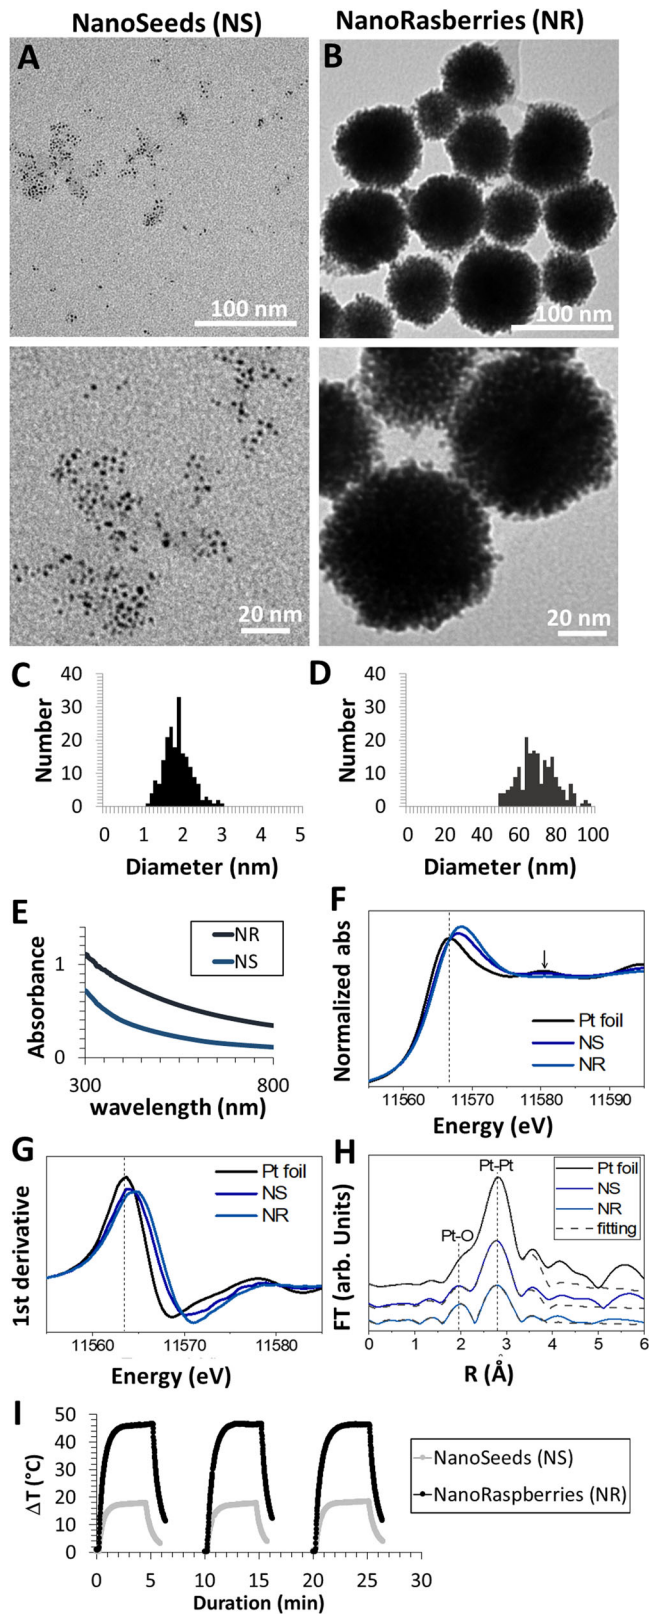 NanoSeeds (NS) NanoRasberries (NR)
A B
100 nm 100 nm
20 nm 20 nm
C D
40 40
30 30
20 20
10 10
0 0
Number Number
0 1 2 3 4 5 0 20 40 60 80 100
Diameter (nm) Diameter (nm)
E F
NR
NS
1
0
Absorbance
300 800
wavelength (nm)
Normalized abs
Pt foil
NS
NR
11560 11570 11580 11590
Energy (eV)
G H
Pt foil
NS
NR
1st derivative
11560 11570 11580
Energy (eV)
Pt-Pt
Pt-O
Pt foil
NS
NR
fitting
FT (arb. Units)
0 1 2 3 4 5 6
R (Å)
I
50
40
30
20
10
0
ΔT (°C)
NanoSeeds (NS)
NanoRaspberries (NR)
0 5 10 15 20 25 30
Duration (min)